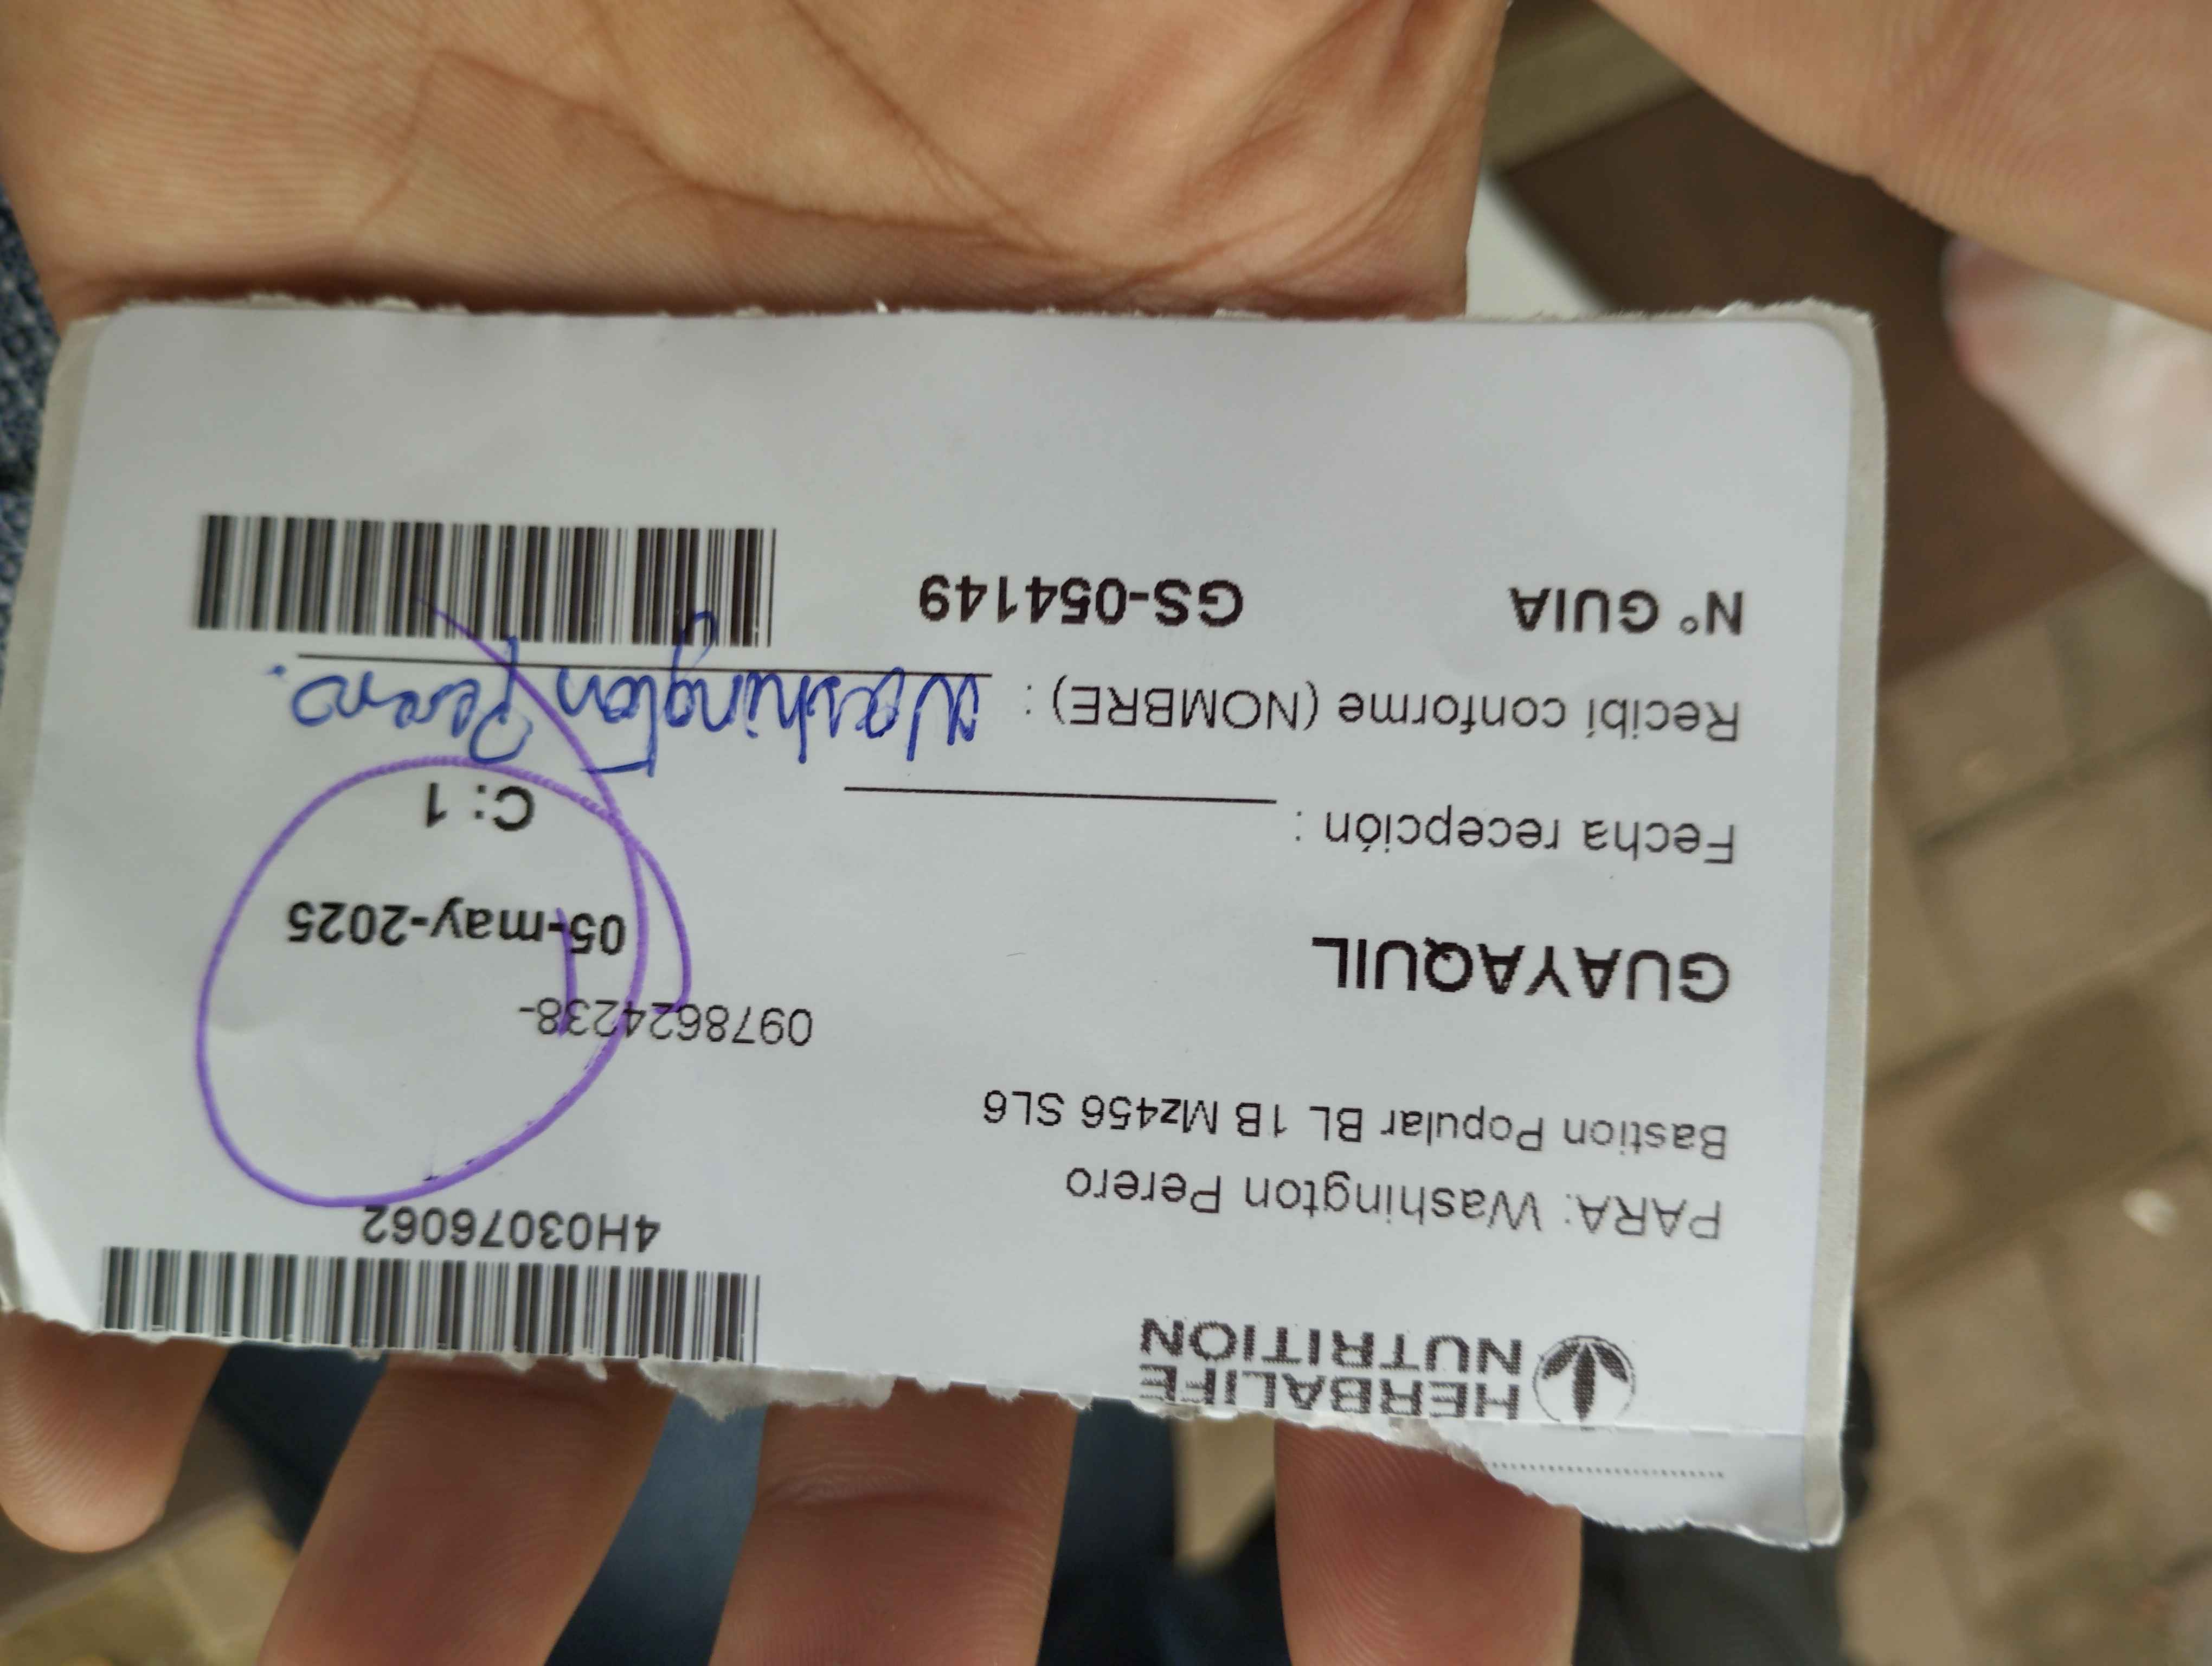 HERBALIFE
NUTRITION
4H03076062
PARA: Washington Perero
Bastion Popular BL 1B Mz456 SL6
0978624238-
GUAYAQUIL
05-may-2025
Fecha recepción :
C: 1
Recibí conforme (NOMBRE) : Washington Perero.
N° GUIA GS-054149